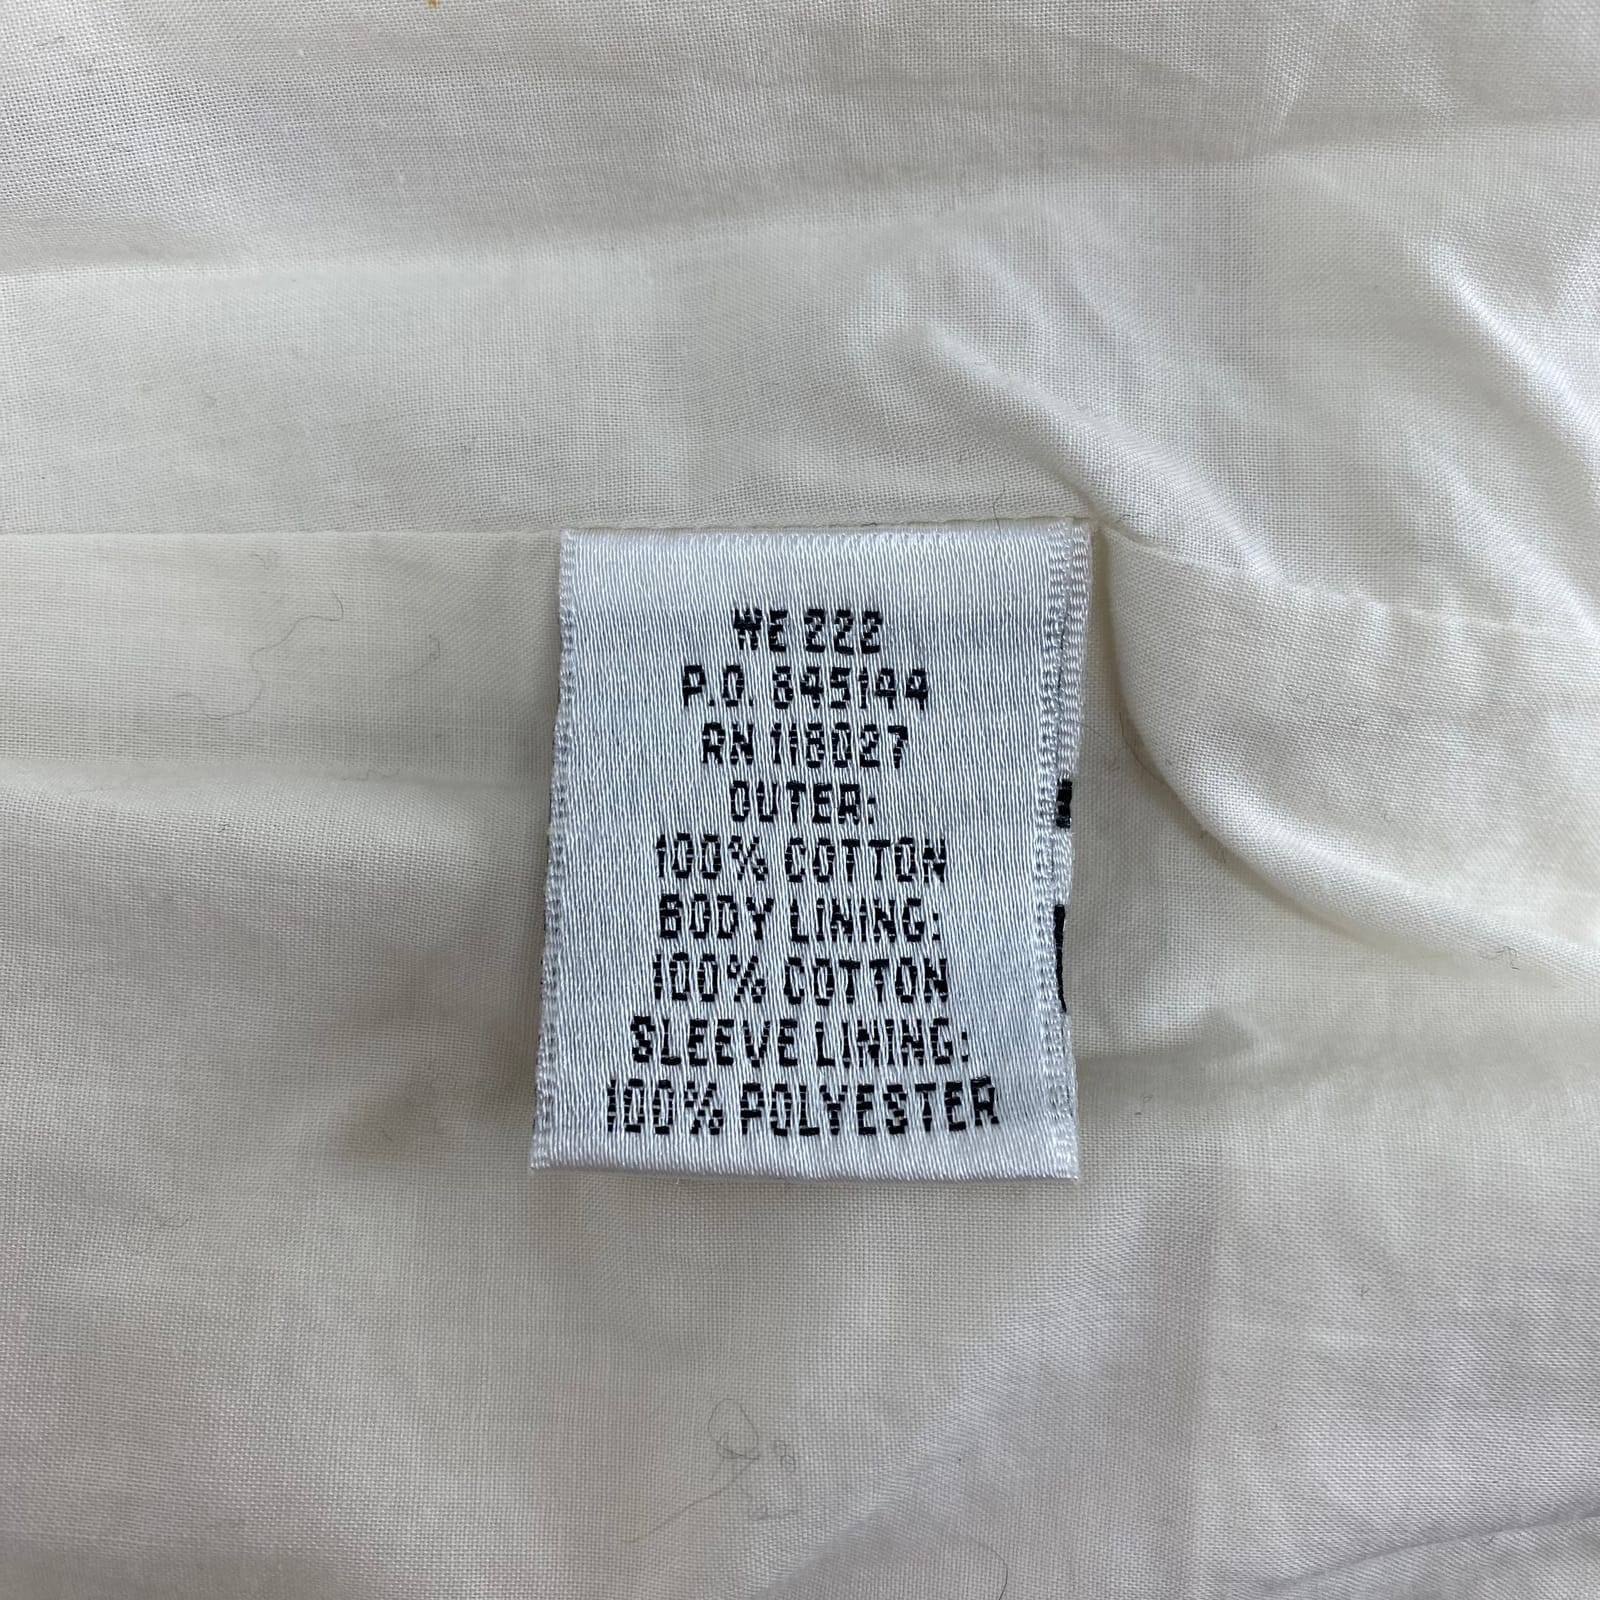 WE 222
P.O. 845144
RN 118027
OUTER:
100% COTTON
BODY LINING:
100% COTTON
SLEEVE LINING:
100% POLYESTER